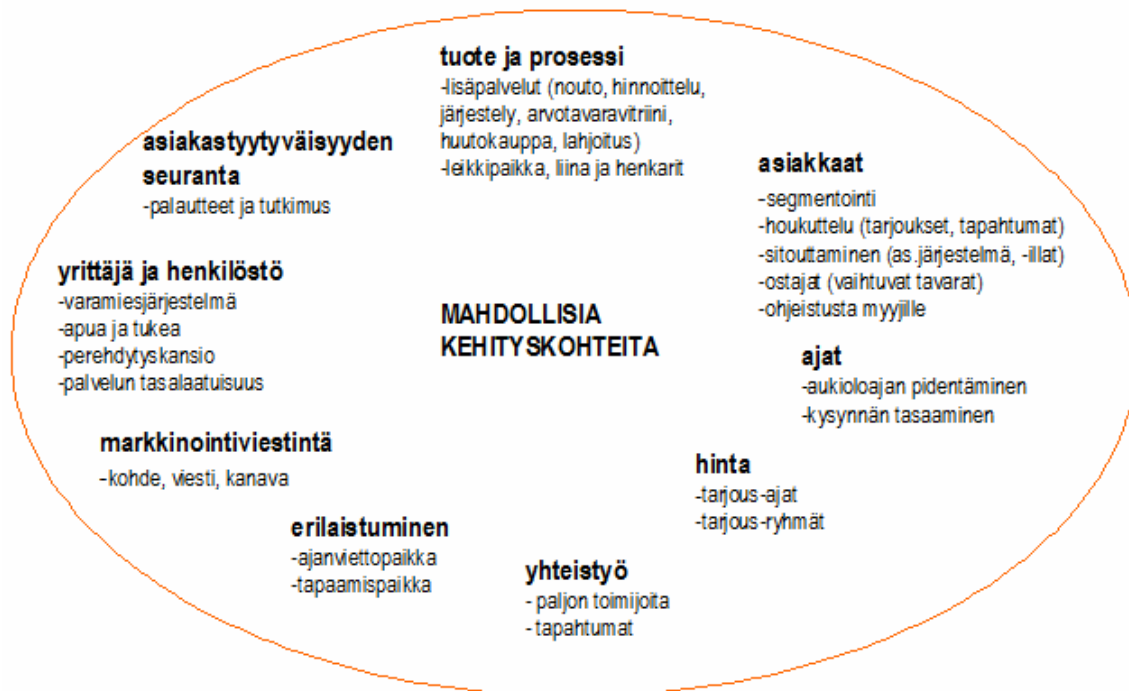 tuote ja prosessi
-lisäpalvelut (nouto, hinnoittelu,
järjestely, arvotavaravitriini,
huutokauppa, lahjoitus)
-leikkipaikka, liina ja henkarit
asiakkaat
-segmentointi
-houkuttelu (tarjoukset, tapahtumat)
-sitouttaminen (as.järjestelmä, -illat)
-ostajat (vaihtuvat tavarat)
-ohjeistusta myyjille
ajat
-aukioloajan pidentäminen
-kysynnän tasaaminen
hinta
-tarjous-ajat
-tarjous-ryhmät
yhteistyö
- paljon toimijoita
- tapahtumat
erilaistuminen
-ajanviettopaikka
-tapaamispaikka
markkinointiviestintä
-kohde, viesti, kanava
yrittäjä ja henkilöstö
-varamiesjärjestelmä
-apua ja tukea
-perehdytyskansio
-palvelun tasalaatuisuus
asiakastyytyväisyyden
seuranta
-palautteet ja tutkimus
MAHDOLLISIA
KEHITYSKOHTEITA